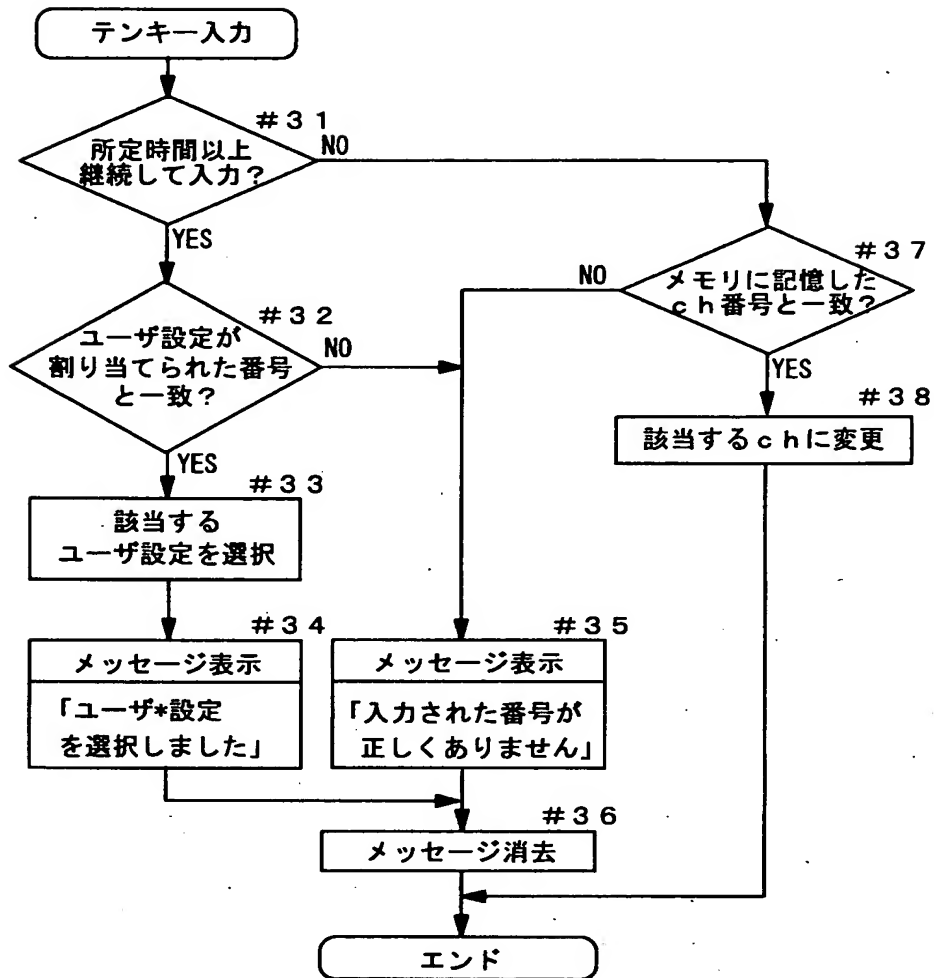 テンキー入力
#31
所定時間以上
継続して入力?
NO
YES
#37
メモリに記憶した
ch番号と一致?
NO
YES
#32
ユーザ設定が
割り当てられた番号
と一致?
NO
YES
#38
該当するchに変更
#33
該当する
ユーザ設定を選択
#34
メッセージ表示
「ユーザ*設定
を選択しました」
#35
メッセージ表示
「入力された番号が
正しくありません」
#36
メッセージ消去
エンド